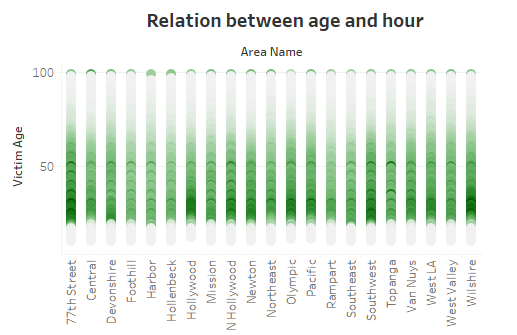 Relation between age and hour
Area Name
100
50
Victim Age
77th Street
Central
Devonshire
Foothill
Harbor
Hollenbeck
Hollywood
Mission
N Hollywood
Newton
Northeast
Olympic
Pacific
Rampart
Southeast
Southwest
Topanga
Van Nuys
West LA
West Valley
Wilshire